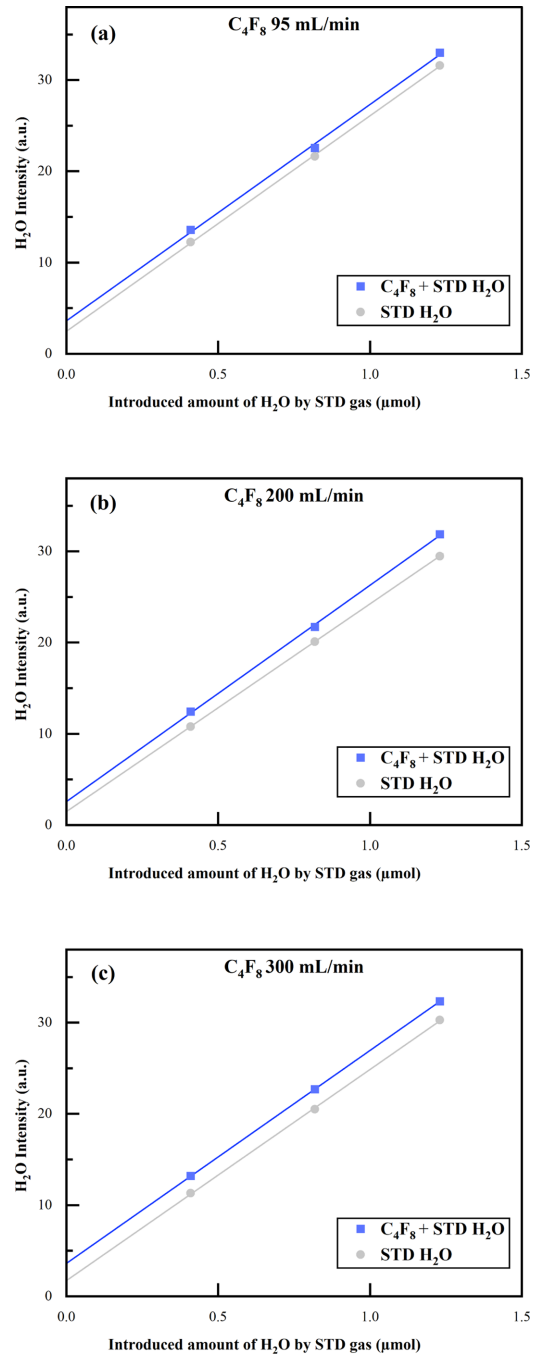 (a)
C₄F₈ 95 mL/min
H₂O Intensity (a.u.)
30
20
10
0
C₄F₈ + STD H₂O
STD H₂O
0.0 0.5 1.0 1.5
Introduced amount of H₂O by STD gas (µmol)
(b)
C₄F₈ 200 mL/min
H₂O Intensity (a.u.)
30
20
10
0
C₄F₈ + STD H₂O
STD H₂O
0.0 0.5 1.0 1.5
Introduced amount of H₂O by STD gas (µmol)
(c)
C₄F₈ 300 mL/min
H₂O Intensity (a.u.)
30
20
10
0
C₄F₈ + STD H₂O
STD H₂O
0.0 0.5 1.0 1.5
Introduced amount of H₂O by STD gas (µmol)